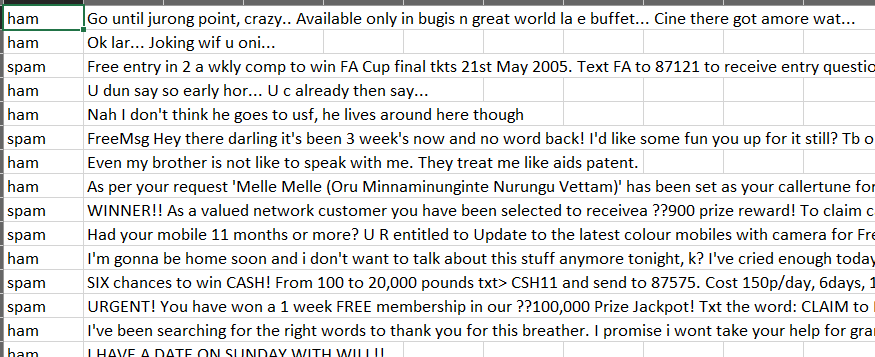 ham Go until jurong point, crazy.. Available only in bugis n great world la e buffet... Cine there got amore wat...
ham Ok lar... Joking wif u oni...
spam Free entry in 2 a wkly comp to win FA Cup final tkts 21st May 2005. Text FA to 87121 to receive entry questio
ham U dun say so early hor... U c already then say...
ham Nah I don't think he goes to usf, he lives around here though
spam FreeMsg Hey there darling it's been 3 week's now and no word back! I'd like some fun you up for it still? Tb o
ham Even my brother is not like to speak with me. They treat me like aids patent.
ham As per your request 'Melle Melle (Oru Minnaminunginte Nurungu Vettam)' has been set as your callertune for
spam WINNER!! As a valued network customer you have been selected to receivea ??900 prize reward! To claim c
spam Had your mobile 11 months or more? U R entitled to Update to the latest colour mobiles with camera for Fre
ham I'm gonna be home soon and i don't want to talk about this stuff anymore tonight, k? I've cried enough today
spam SIX chances to win CASH! From 100 to 20,000 pounds txt> CSH11 and send to 87575. Cost 150p/day, 6days, 1
spam URGENT! You have won a 1 week FREE membership in our ??100,000 Prize Jackpot! Txt the word: CLAIM to
ham I've been searching for the right words to thank you for this breather. I promise i wont take your help for gra
ham I HAVE A DATE ON SUNDAY WITH WILL!!